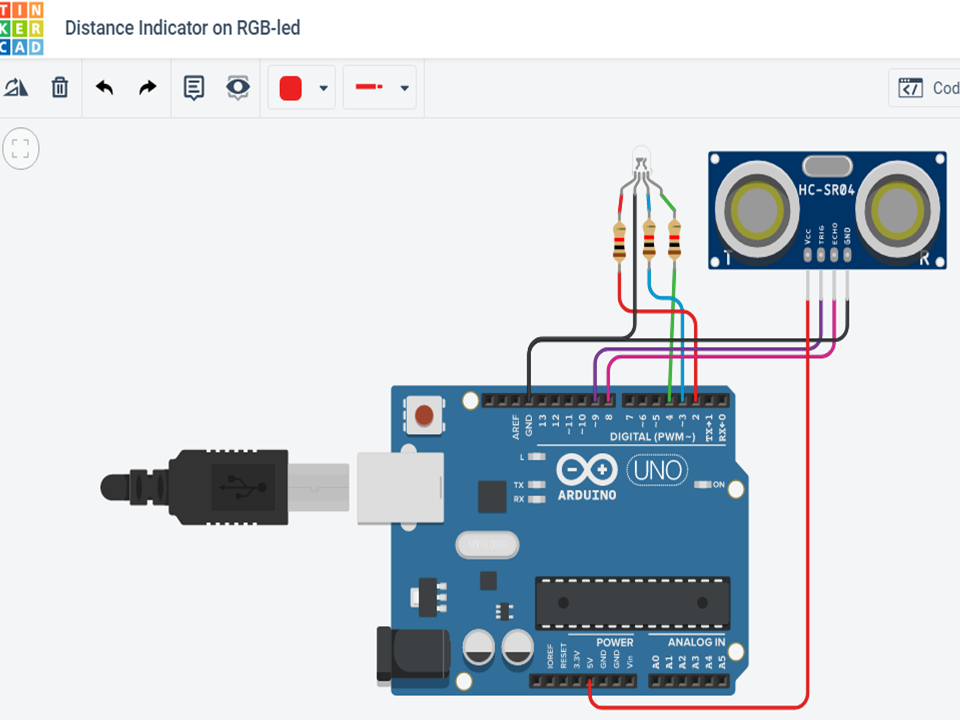 TIN
KER
CAD
Distance Indicator on RGB-led
Cod
HC-SR04
VCC
TRIG
ECHO
GND
T
R
AREF
GND
13
12
~11
~10
~9
8
7
~6
~5
4
~3
2
TX→1
RX←0
DIGITAL (PWM~)
L
TX
RX
ARDUINO
UNO
ON
POWER
ANALOG IN
IOREF
RESET
3.3V
5V
GND
GND
Vin
A0
A1
A2
A3
A4
A5